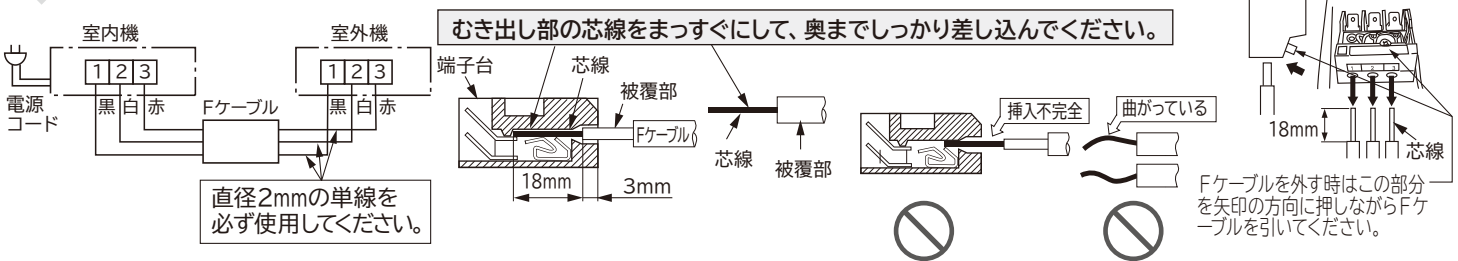 むき出し部の芯線をまっすぐにして、奥までしっかり差し込んでください。
室内機
室外機
1 2 3
1 2 3
電源
コード
黒 白 赤
Fケーブル
黒 白 赤
直径2mmの単線を
必ず使用してください。
端子台
芯線
被覆部
Fケーブル
18mm
3mm
芯線
被覆部
挿入不完全
曲がっている
18mm
芯線
Fケーブルを外す時はこの部分
を矢印の方向に押しながらFケ
ーブルを引いてください。